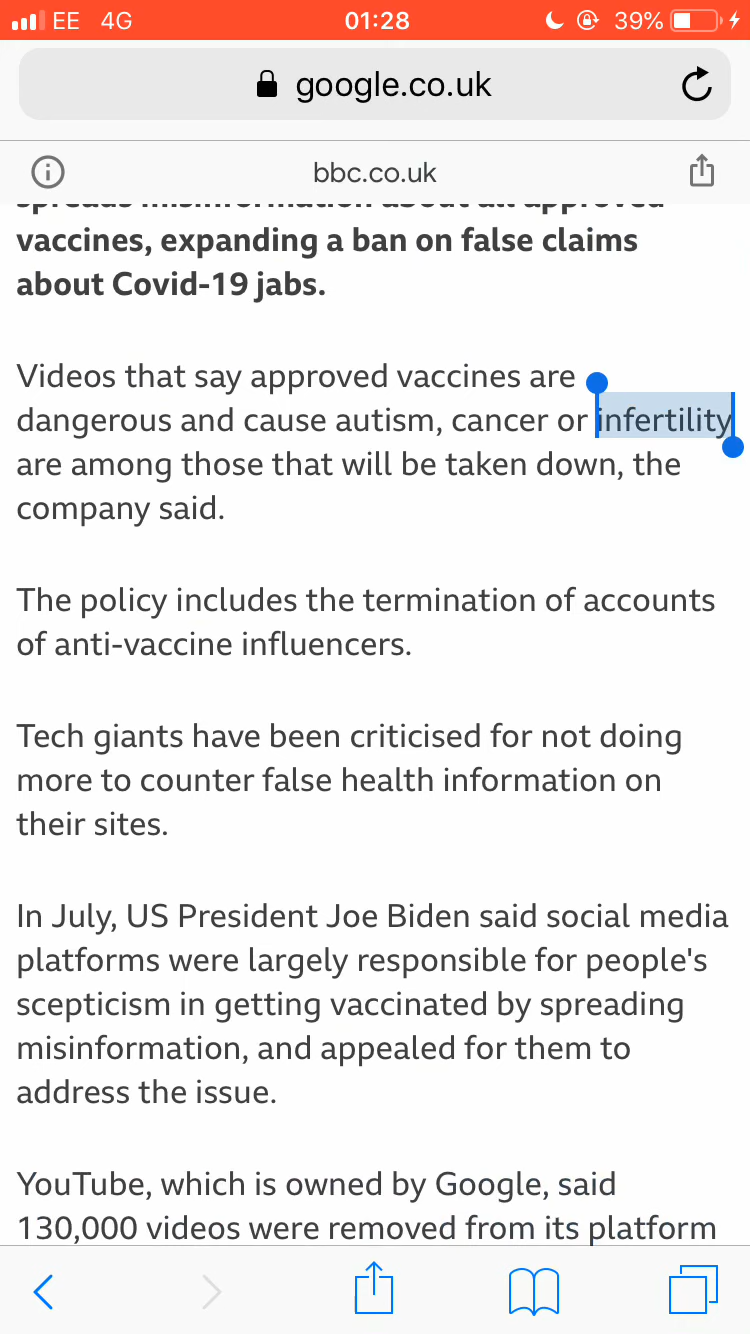 EE 4G 01:28 39%
google.co.uk
bbc.co.uk
spreads misinformation about all approved
vaccines, expanding a ban on false claims
about Covid-19 jabs.
Videos that say approved vaccines are
dangerous and cause autism, cancer or infertility
are among those that will be taken down, the
company said.
The policy includes the termination of accounts
of anti-vaccine influencers.
Tech giants have been criticised for not doing
more to counter false health information on
their sites.
In July, US President Joe Biden said social media
platforms were largely responsible for people's
scepticism in getting vaccinated by spreading
misinformation, and appealed for them to
address the issue.
YouTube, which is owned by Google, said
130,000 videos were removed from its platform